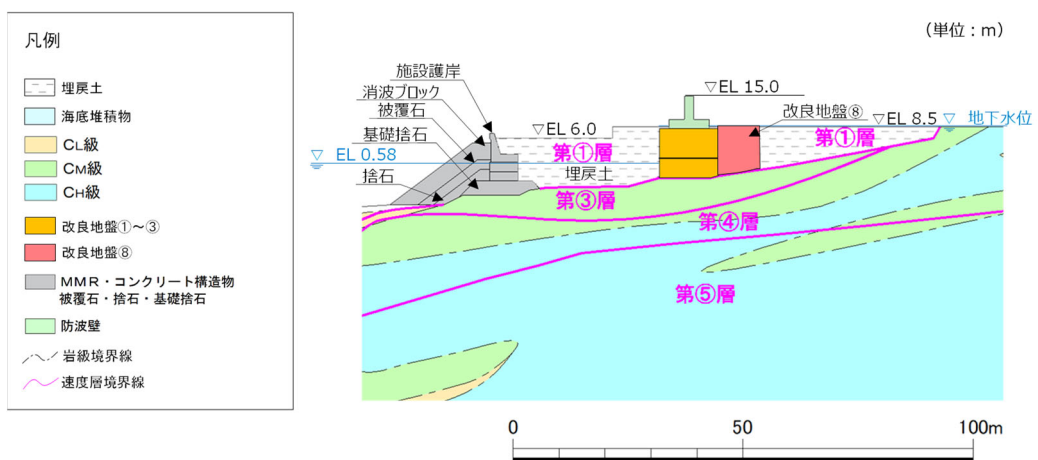 凡例
埋戻土
海底堆積物
CL級
CM級
CH級
改良地盤①～③
改良地盤⑧
MMR・コンクリート構造物
被覆石・捨石・基礎捨石
防波壁
岩級境界線
速度層境界線
（単位：m）
施設護岸
消波ブロック
被覆石
基礎捨石
捨石
▽ EL 0.58
▽EL 6.0
▽EL 15.0
改良地盤⑧
▽EL 8.5
▽ 地下水位
第①層
第①層
埋戻土
第③層
第④層
第⑤層
0
50
100m